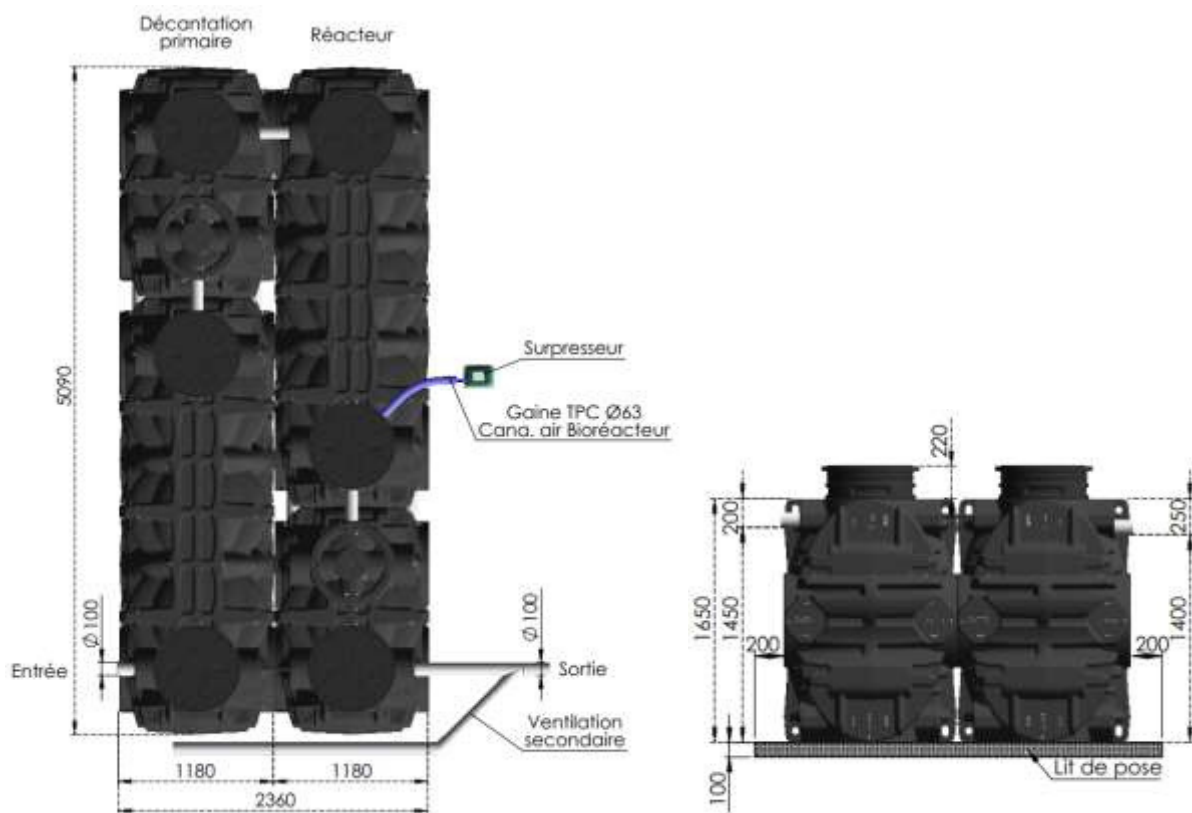 Décantation
primaire
Réacteur
5090
Surpresseur
Gaine TPC Ø63
Cana. air Bioréacteur
Ø 100
Ø 100
Entrée
Sortie
Ventilation
secondaire
1180
1180
2360
220
200
250
1650
1450
1400
200
200
100
Lit de pose